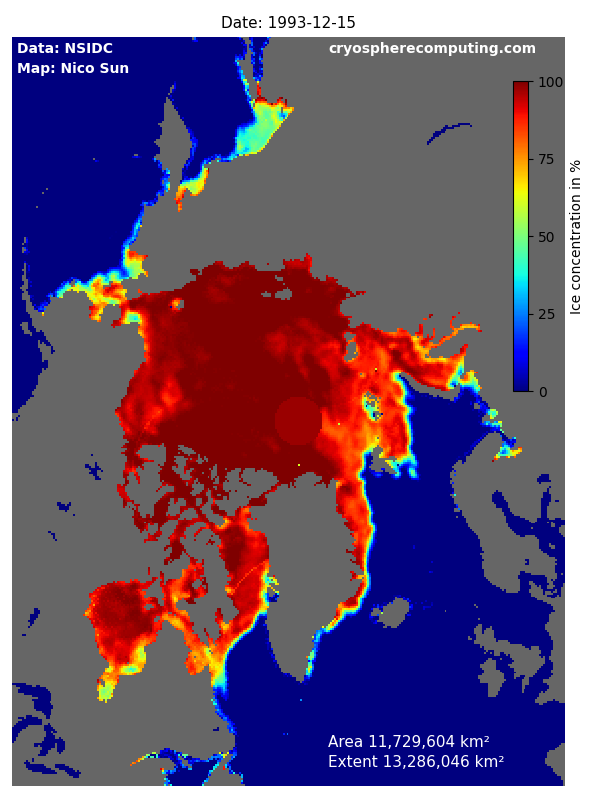 Date: 1993-12-15
Data: NSIDC
Map: Nico Sun
cryospherecomputing.com
100
75
50
25
0
Ice concentration in %
Area 11,729,604 km²
Extent 13,286,046 km²